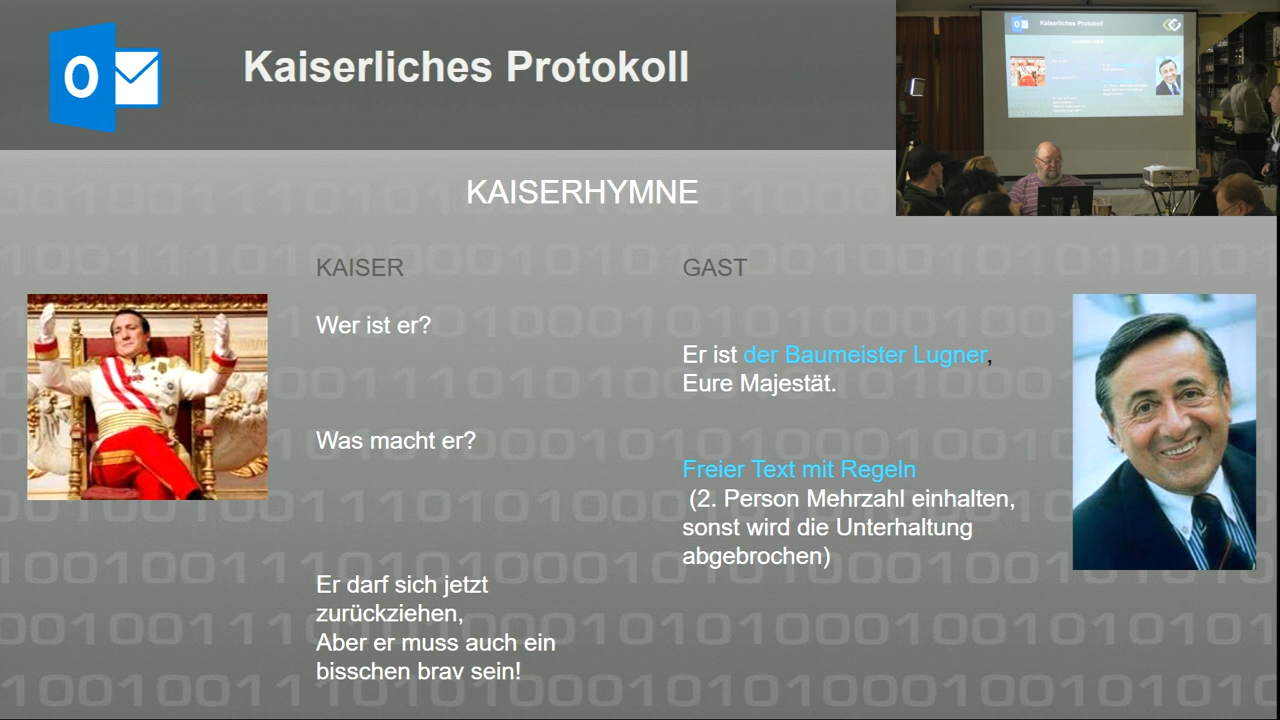 Kaiserliches Protokoll
KAISERHYMNE
KAISER
GAST
Wer ist er?
Er ist der Baumeister Lugner,
Eure Majestät.
Was macht er?
Freier Text mit Regeln
(2. Person Mehrzahl einhalten,
sonst wird die Unterhaltung
abgebrochen)
Er darf sich jetzt
zurückziehen,
Aber er muss auch ein
bisschen brav sein!
Kaiserliches Protokoll